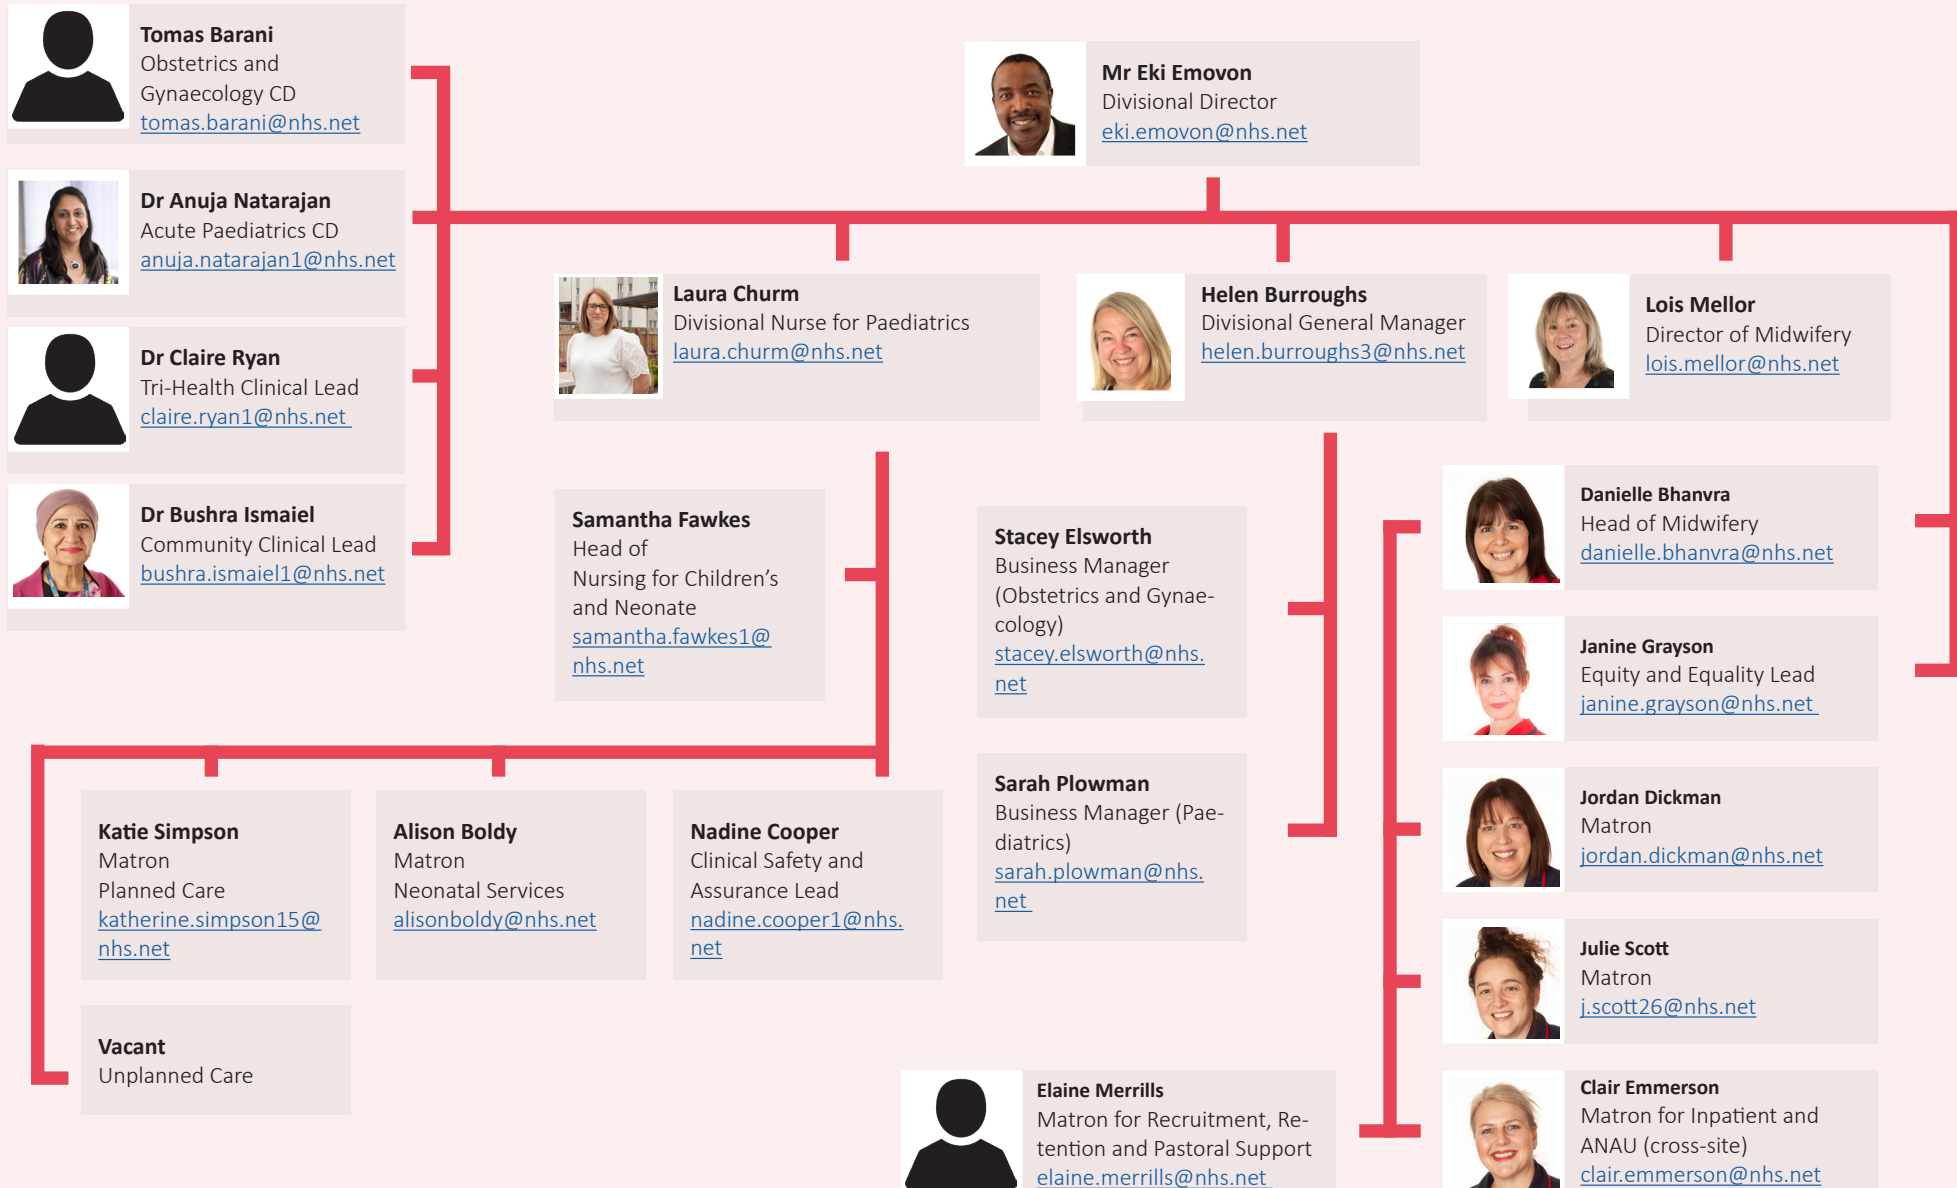 Tomas Barani
Obstetrics and
Gynaecology CD
tomas.barani@nhs.net
Mr Eki Emovon
Divisional Director
eki.emovon@nhs.net
Dr Anuja Natarajan
Acute Paediatrics CD
anuja.natarajan1@nhs.net
Laura Churm
Divisional Nurse for Paediatrics
laura.churm@nhs.net
Helen Burroughs
Divisional General Manager
helen.burroughs3@nhs.net
Lois Mellor
Director of Midwifery
lois.mellor@nhs.net
Dr Claire Ryan
Tri-Health Clinical Lead
claire.ryan1@nhs.net
Dr Bushra Ismaiel
Community Clinical Lead
bushra.ismaiel1@nhs.net
Samantha Fawkes
Head of
Nursing for Children’s
and Neonate
samantha.fawkes1@
nhs.net
Stacey Elsworth
Business Manager
(Obstetrics and Gynae-
cology)
stacey.elsworth@nhs.
net
Danielle Bhanvra
Head of Midwifery
danielle.bhanvra@nhs.net
Janine Grayson
Equity and Equality Lead
janine.grayson@nhs.net
Katie Simpson
Matron
Planned Care
katherine.simpson15@
nhs.net
Alison Boldy
Matron
Neonatal Services
alisonboldy@nhs.net
Nadine Cooper
Clinical Safety and
Assurance Lead
nadine.cooper1@nhs.
net
Sarah Plowman
Business Manager (Pae-
diatrics)
sarah.plowman@nhs.
net
Jordan Dickman
Matron
jordan.dickman@nhs.net
Julie Scott
Matron
j.scott26@nhs.net
Vacant
Unplanned Care
Elaine Merrills
Matron for Recruitment, Re-
tention and Pastoral Support
elaine.merrills@nhs.net
Clair Emmerson
Matron for Inpatient and
ANAU (cross-site)
clair.emmerson@nhs.net